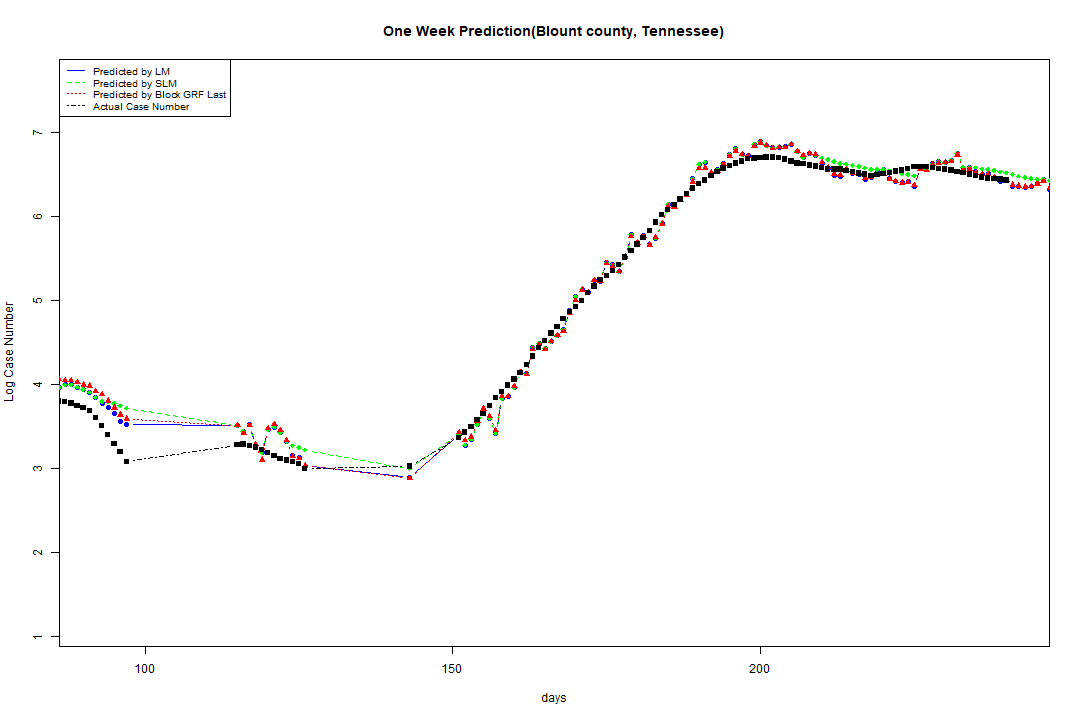 One Week Prediction(Blount county, Tennessee)
Predicted by LM
Predicted by SLM
Predicted by Block GRF Last
Actual Case Number
7
6
5
4
3
2
1
Log Case Number
100 150 200
days